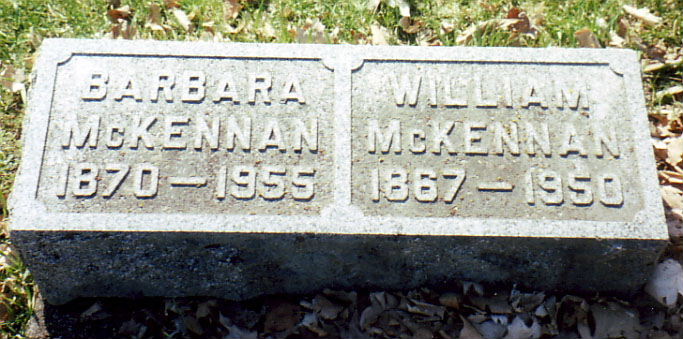 BARBARA
McKENNAN
1870—1955
WILLIAM
McKENNAN
1867—1950